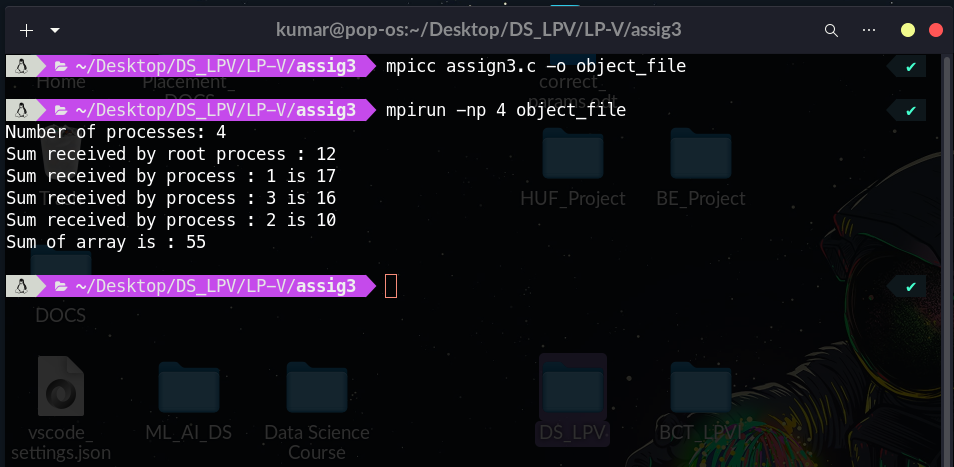 kumar@pop-os:~/Desktop/DS_LPV/LP-V/assig3
~/Desktop/DS_LPV/LP-V/assig3 mpicc assign3.c -o object_file ✔
Home Placement_ correct_
DOCS params.odt
~/Desktop/DS_LPV/LP-V/assig3 mpirun -np 4 object_file ✔
Number of processes: 4
Sum received by root process : 12
Sum received by process : 1 is 17
Sum received by process : 3 is 16
HUF_Project BE_Project
Sum received by process : 2 is 10
Sum of array is : 55
~/Desktop/DS_LPV/LP-V/assig3 ✔
DOCS
vscode_ ML_AI_DS Data Science DS_LPV BCT_LPVI
settings.json Course